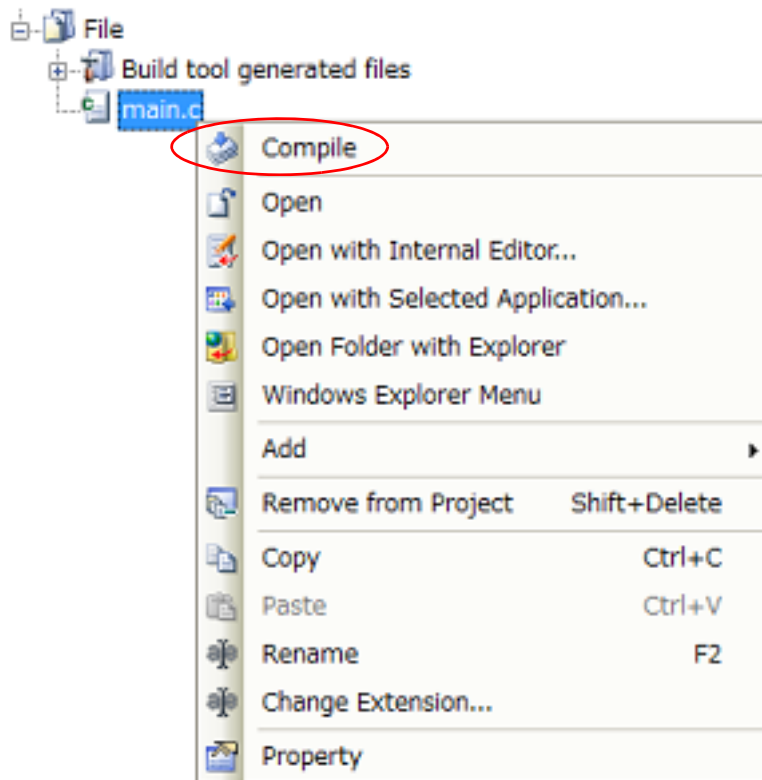 File
Build tool generated files
main.c
Compile
Open
Open with Internal Editor...
Open with Selected Application...
Open Folder with Explorer
Windows Explorer Menu
Add
Remove from Project Shift+Delete
Copy Ctrl+C
Paste Ctrl+V
Rename F2
Change Extension...
Property